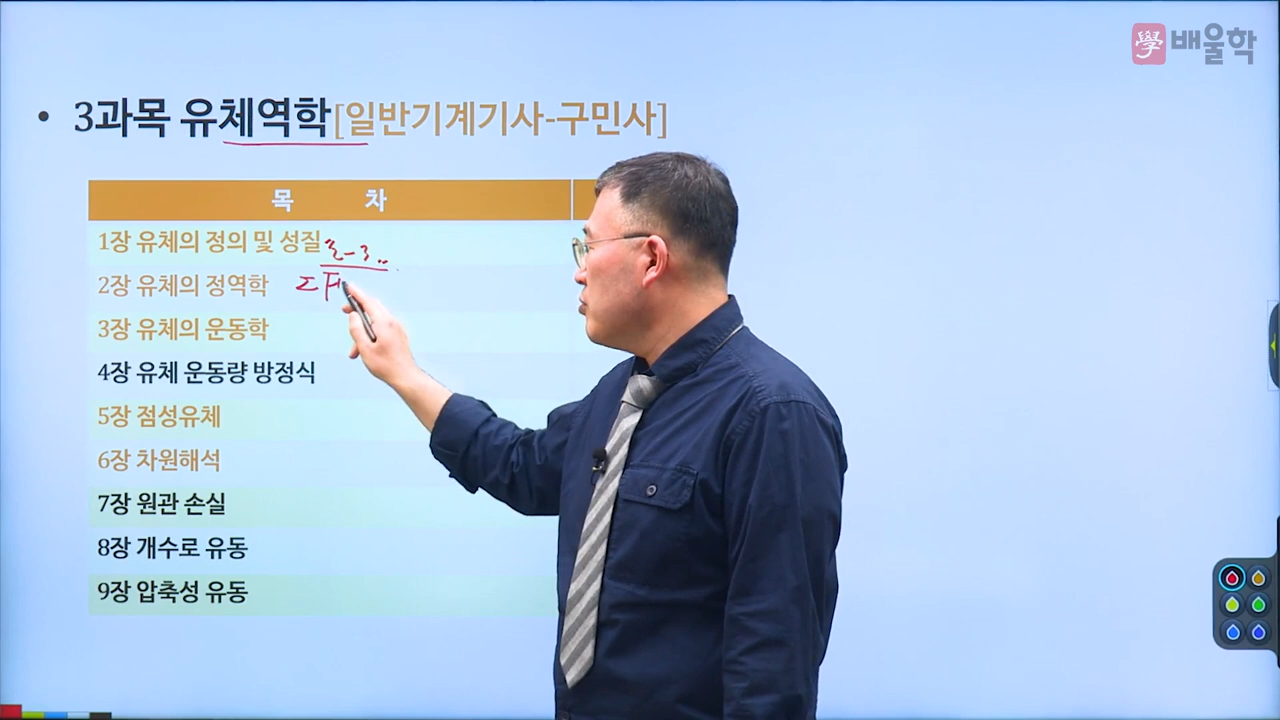 學 배울학
• 3과목 유체역학[일반기계기사-구민사]
목 차
1장 유체의 정의 및 성질 2-3..
2장 유체의 정역학 ΣF
3장 유체의 운동학
4장 유체 운동량 방정식
5장 점성유체
6장 차원해석
7장 원관 손실
8장 개수로 유동
9장 압축성 유동